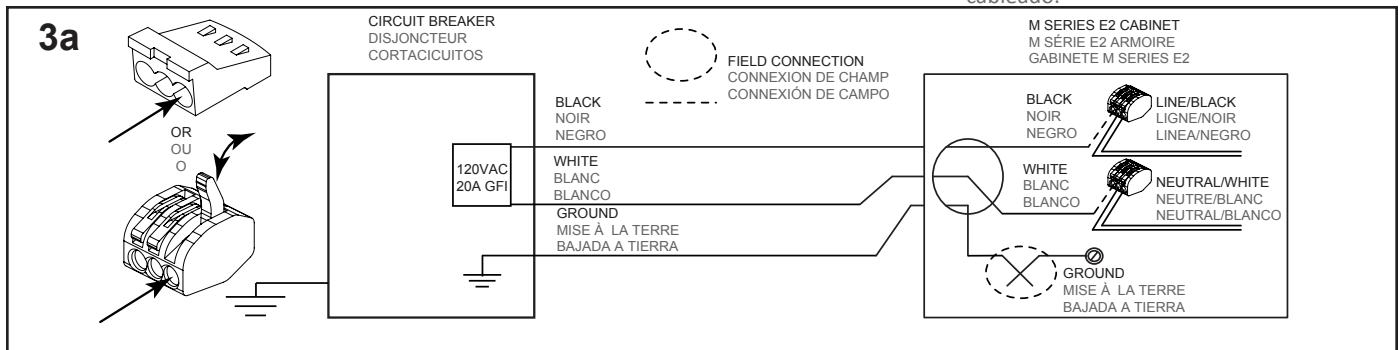 cableado.
3a
OR
OU
O
CIRCUIT BREAKER
DISJONCTEUR
CORTACICUITOS
120VAC
20A GFI
BLACK
NOIR
NEGRO
WHITE
BLANC
BLANCO
GROUND
MISE À LA TERRE
BAJADA A TIERRA
FIELD CONNECTION
CONNEXION DE CHAMP
CONNEXIÓN DE CAMPO
M SERIES E2 CABINET
M SÉRIE E2 ARMOIRE
GABINETE M SERIES E2
BLACK
NOIR
NEGRO
LINE/BLACK
LIGNE/NOIR
LINEA/NEGRO
WHITE
BLANC
BLANCO
NEUTRAL/WHITE
NEUTRE/BLANC
NEUTRAL/BLANCO
GROUND
MISE À LA TERRE
BAJADA A TIERRA